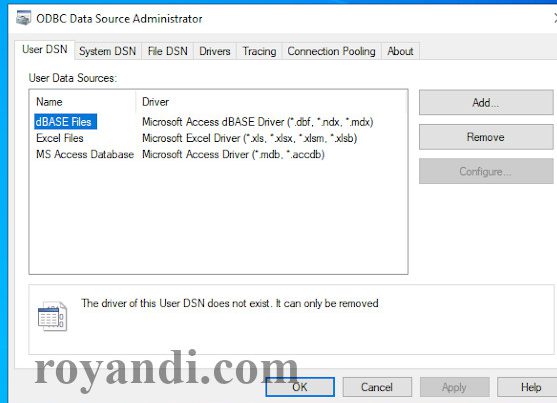 ODBC Data Source Administrator
User DSN System DSN File DSN Drivers Tracing Connection Pooling About
User Data Sources:
Name Driver
dBASE Files Microsoft Access dBASE Driver (*.dbf, *.ndx, *.mdx)
Excel Files Microsoft Excel Driver (*.xls, *.xlsx, *.xlsm, *.xlsb)
MS Access Database Microsoft Access Driver (*.mdb, *.accdb)
Add...
Remove
Configure...
The driver of this User DSN does not exist. It can only be removed
royandi.com
OK Cancel Apply Help